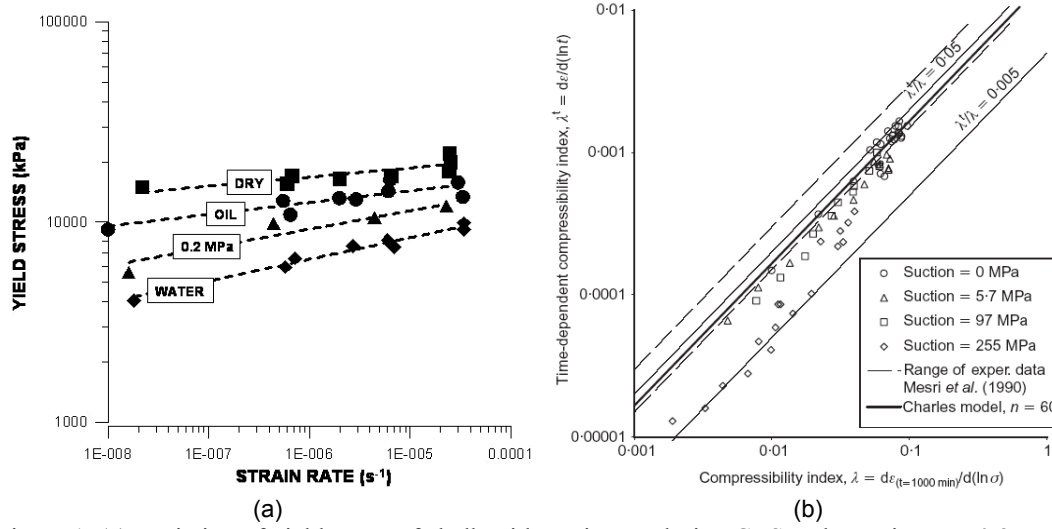 100000
10000
1000
YIELD STRESS (kPa)
DRY
OIL
0.2 MPa
WATER
1E-008
1E-007
1E-006
1E-005
0.0001
STRAIN RATE (s⁻¹)
(a)
0·01
0·001
0·0001
0·00001
Time-dependent compressibility index, λᵗ = dε/d(lnt)
λᵗ/λ = 0·05
λᵗ/λ = 0·005
Suction = 0 MPa
Suction = 5·7 MPa
Suction = 97 MPa
Suction = 255 MPa
Range of exper. data
Mesri et al. (1990)
Charles model, n = 60
0·001
0·01
0·1
1
Compressibility index, λ = dε(t=1000 min)/d(lnσ)
(b)